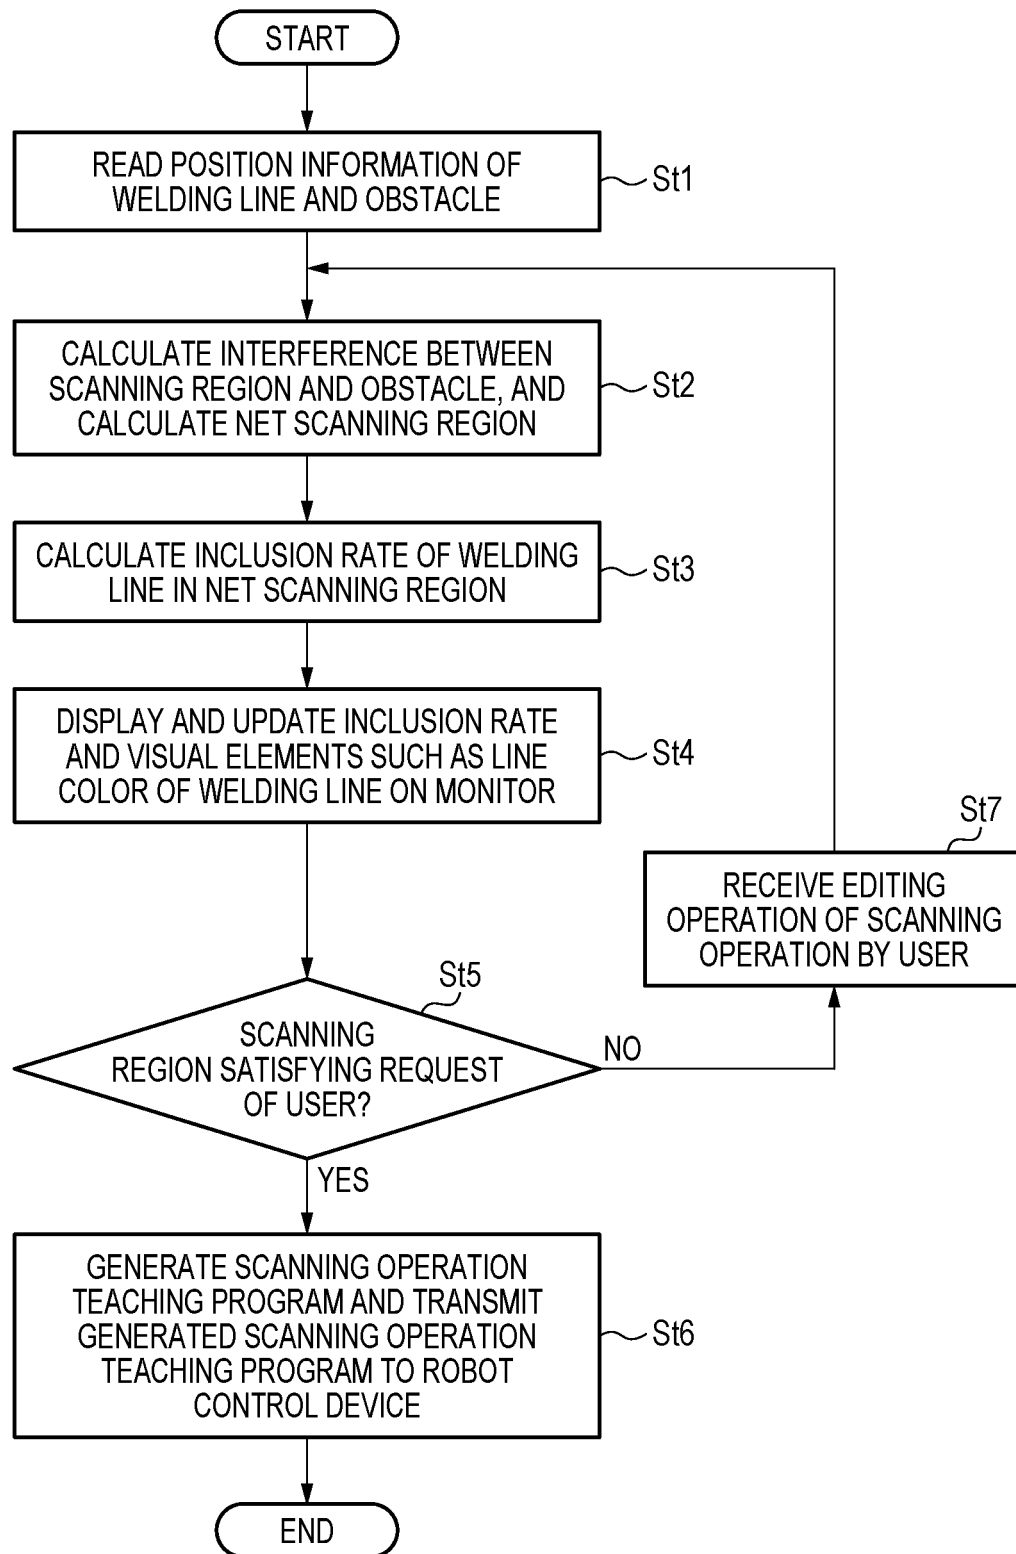 START
READ POSITION INFORMATION OF
WELDING LINE AND OBSTACLE
St1
CALCULATE INTERFERENCE BETWEEN
SCANNING REGION AND OBSTACLE, AND
CALCULATE NET SCANNING REGION
St2
CALCULATE INCLUSION RATE OF WELDING
LINE IN NET SCANNING REGION
St3
DISPLAY AND UPDATE INCLUSION RATE
AND VISUAL ELEMENTS SUCH AS LINE
COLOR OF WELDING LINE ON MONITOR
St4
St7
RECEIVE EDITING
OPERATION OF SCANNING
OPERATION BY USER
St5
SCANNING
REGION SATISFYING REQUEST
OF USER?
NO
YES
GENERATE SCANNING OPERATION
TEACHING PROGRAM AND TRANSMIT
GENERATED SCANNING OPERATION
TEACHING PROGRAM TO ROBOT
CONTROL DEVICE
St6
END